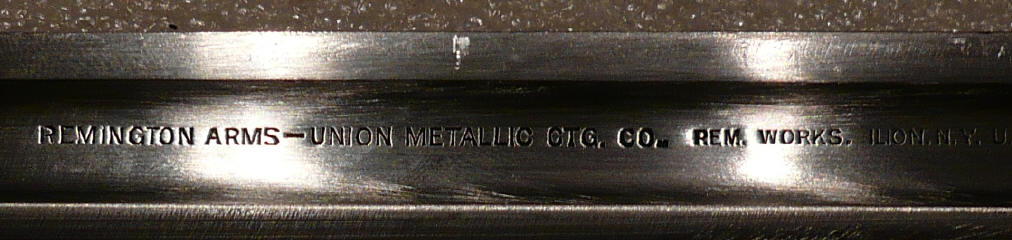 REMINGTON ARMS—UNION METALLIC CTG. CO. REM. WORKS. ILION. N.Y. U